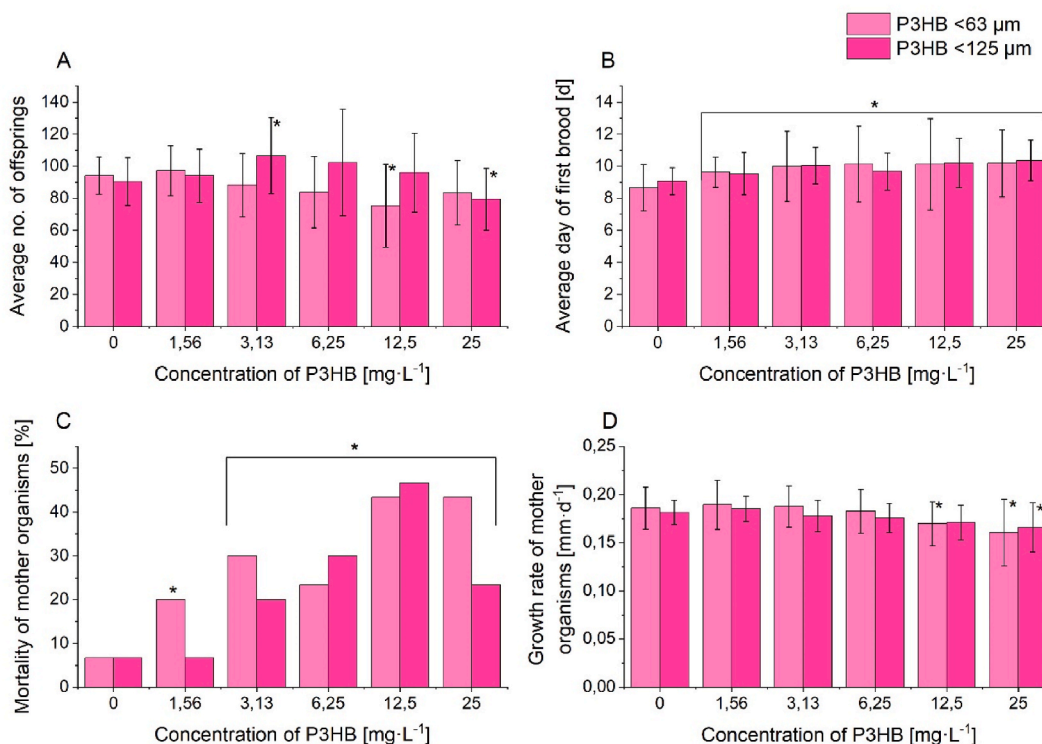 P3HB <63 µm
P3HB <125 µm
A
Average no. of offsprings
140
120
100
80
60
40
20
0
*
*
*
0 1,56 3,13 6,25 12,5 25
Concentration of P3HB [mg·L⁻¹]
B
Average day of first brood [d]
14
12
10
8
6
4
2
0
*
0 1,56 3,13 6,25 12,5 25
Concentration of P3HB [mg·L⁻¹]
C
Mortality of mother organisms [%]
50
40
30
20
10
0
*
*
0 1,56 3,13 6,25 12,5 25
Concentration of P3HB [mg·L⁻¹]
D
Growth rate of mother
organisms [mm·d⁻¹]
0,25
0,20
0,15
0,10
0,05
0,00
*
*
*
0 1,56 3,13 6,25 12,5 25
Concentration of P3HB [mg·L⁻¹]